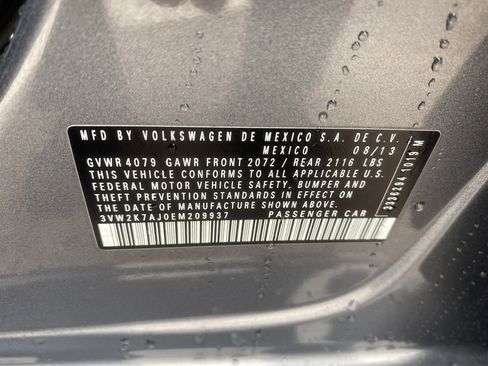 MFD BY VOLKSWAGEN DE MEXICO S.A. DE C.V.
MEXICO 08/13
GVWR 4079 GAWR FRONT 2072 / REAR 2116 LBS
THIS VEHICLE CONFORMS TO ALL APPLICABLE U.S.
FEDERAL MOTOR VEHICLE SAFETY, BUMPER AND
THEFT PREVENTION STANDARDS IN EFFECT ON
THE DATE OF MANUFACTURE SHOWN ABOVE.
3VW2K7AJ0EM209937 PASSENGER CAR
1019 M